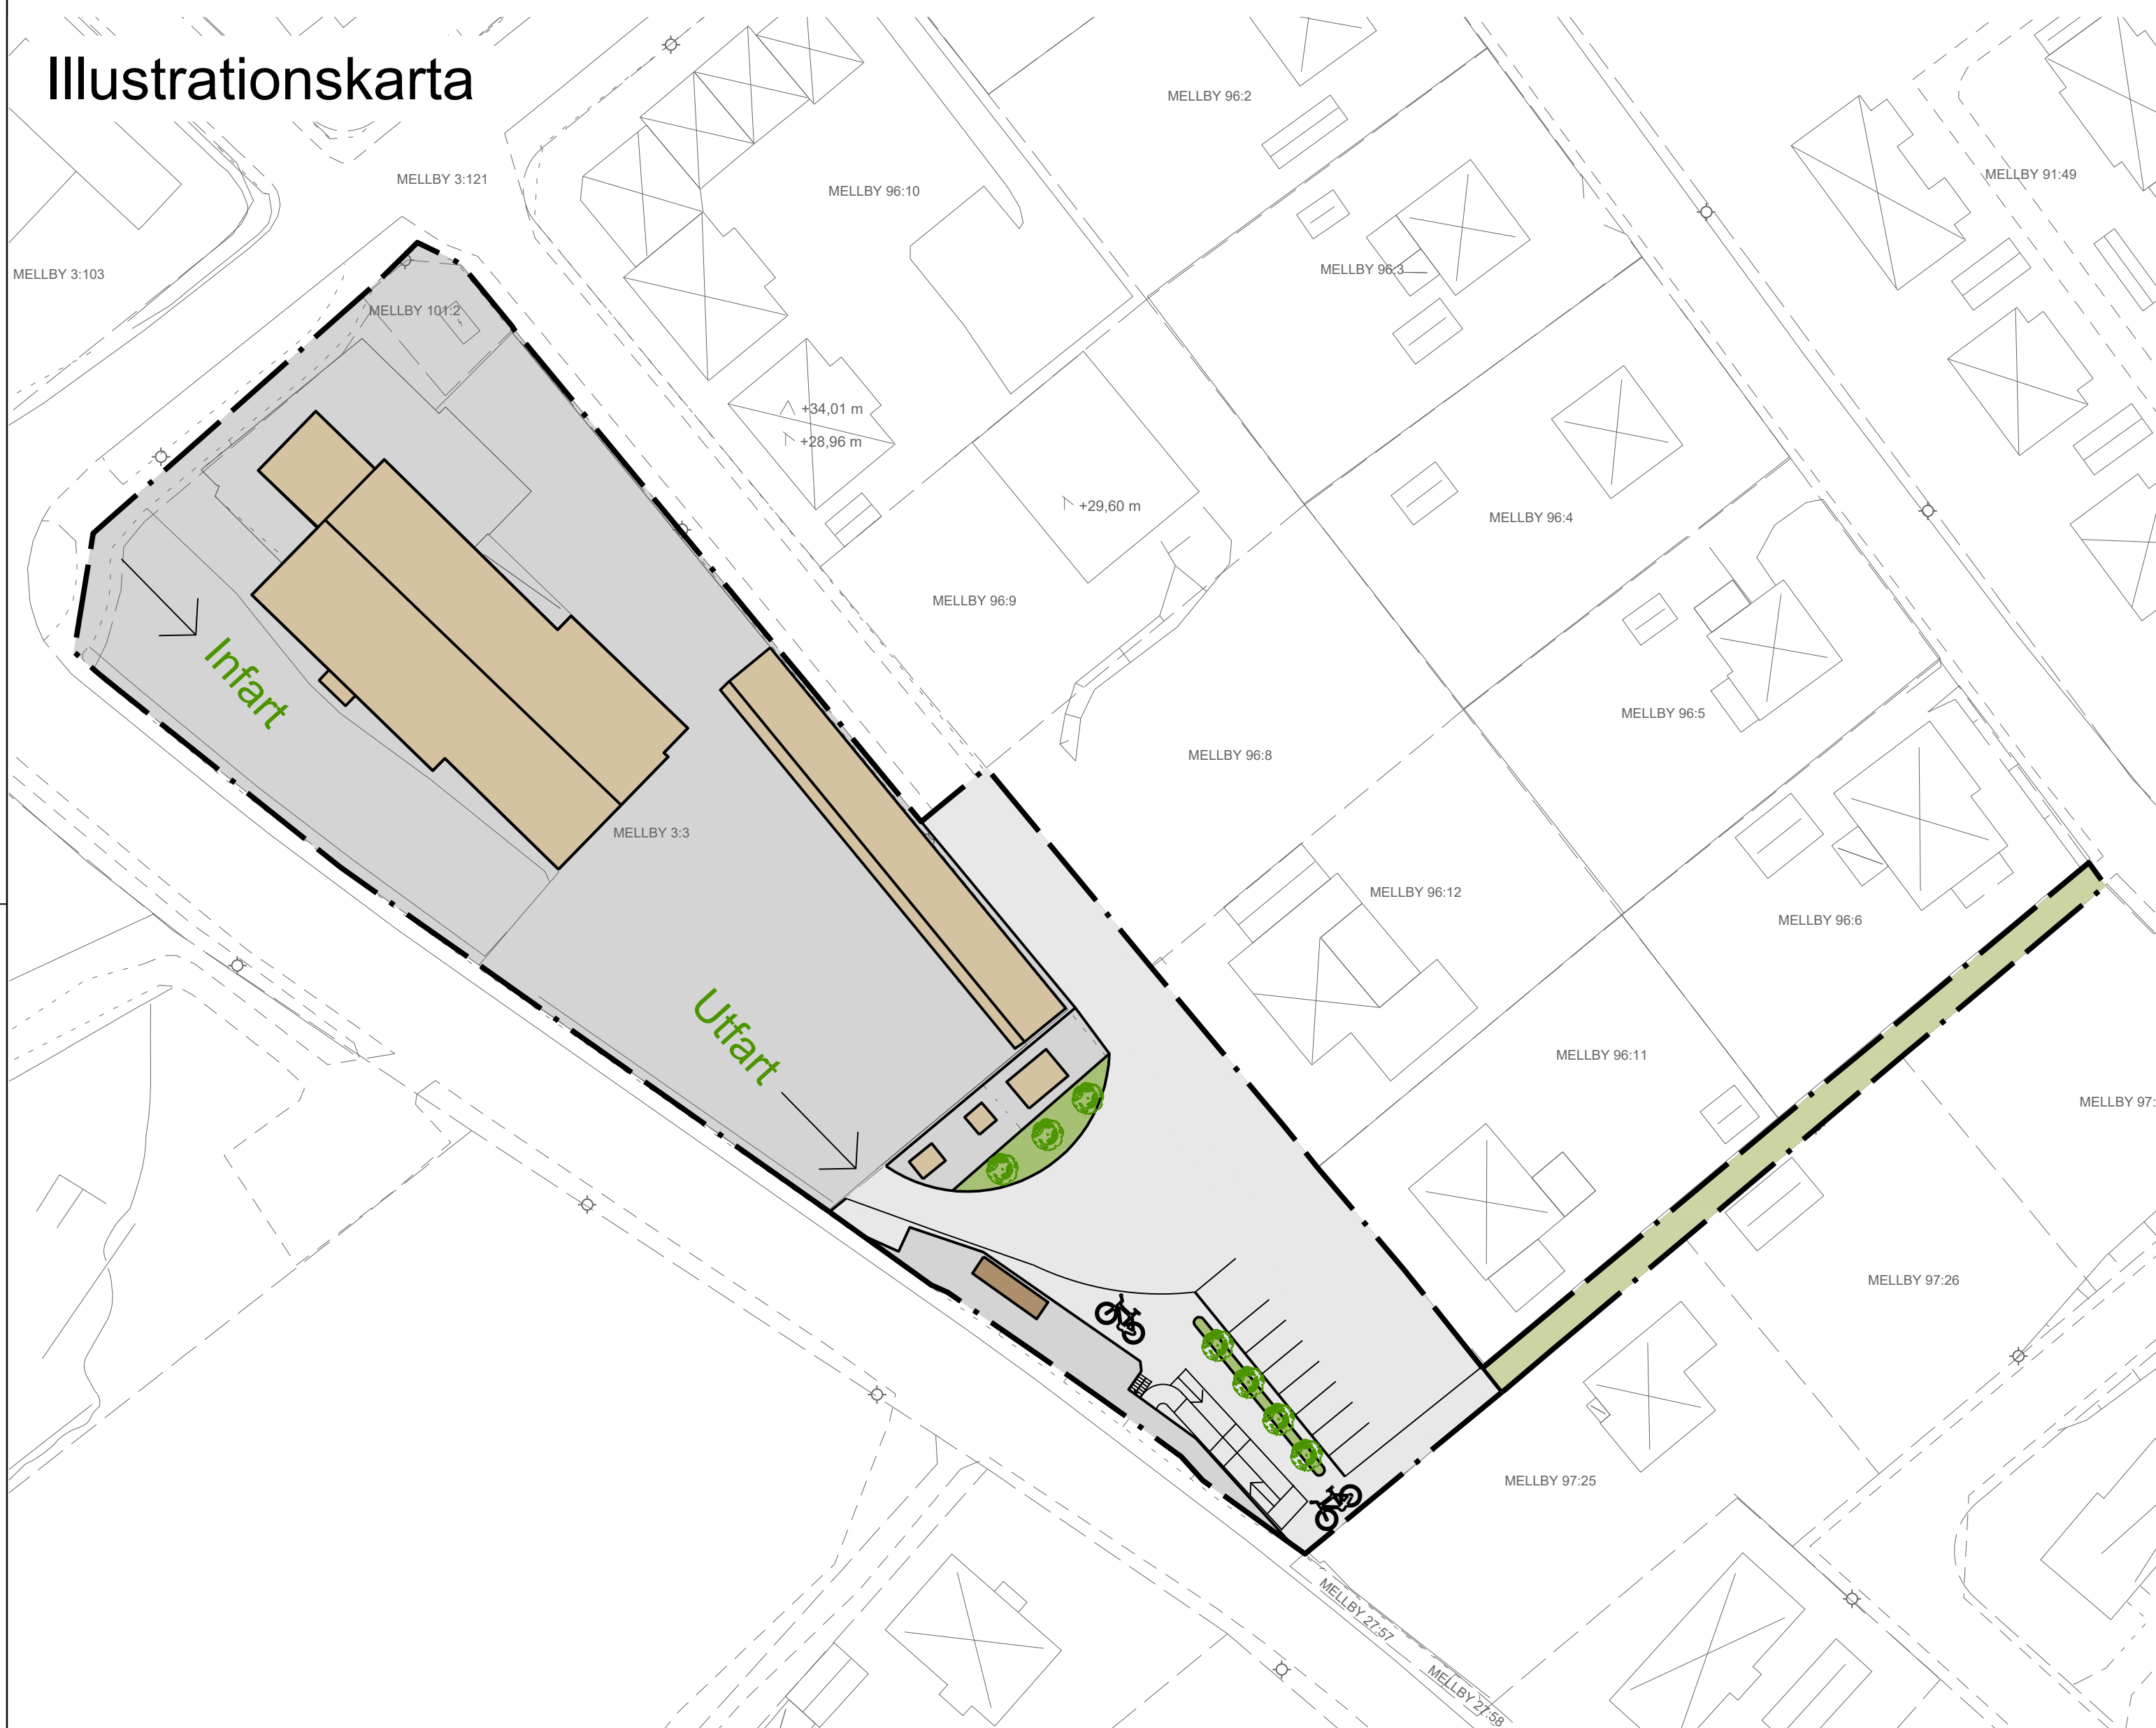 Illustrationskarta
MELLBY 96:2
MELLBY 91:49
MELLBY 3:121
MELLBY 96:10
MELLBY 3:103
MELLBY 96:3
MELLBY 101:2
+34,01 m
+28,96 m
+29,60 m
MELLBY 96:4
MELLBY 96:9
Infart
MELLBY 96:5
MELLBY 96:8
MELLBY 3:3
MELLBY 96:12
MELLBY 96:6
Utfart
MELLBY 96:11
MELLBY 97:
MELLBY 97:26
MELLBY 97:25
MELLBY 27:57
MELLBY 27:58